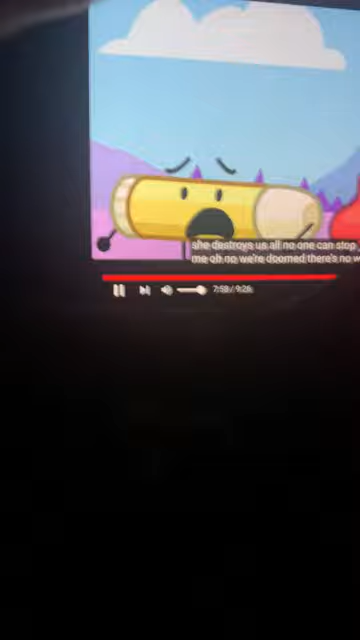 she destroys us all no one can stop
me oh no we're doomed there's no w
7:59 / 9:26